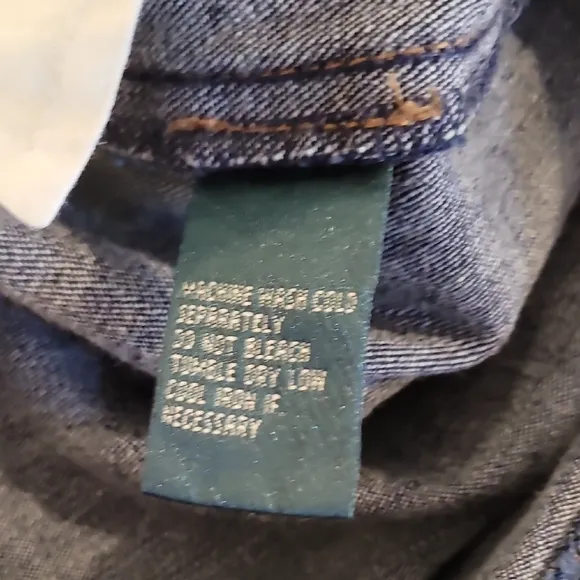 MACHINE WASH COLD
SEPARATELY
DO NOT BLEACH
TUMBLE DRY LOW
COOL IRON IF
NECESSARY